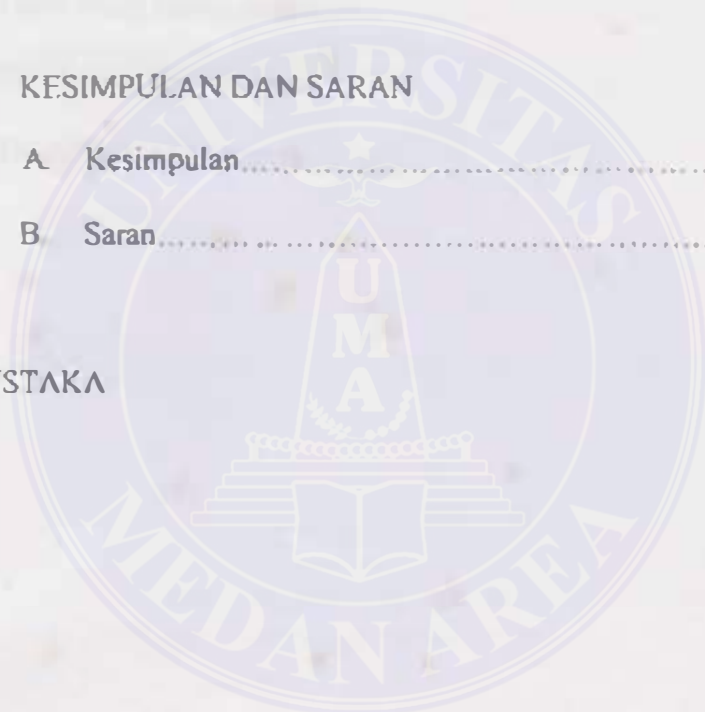 KESIMPULAN DAN SARAN
A. Kesimpulan
B. Saran
STAKA
UNIVERSITAS
UMA
MEDAN AREA